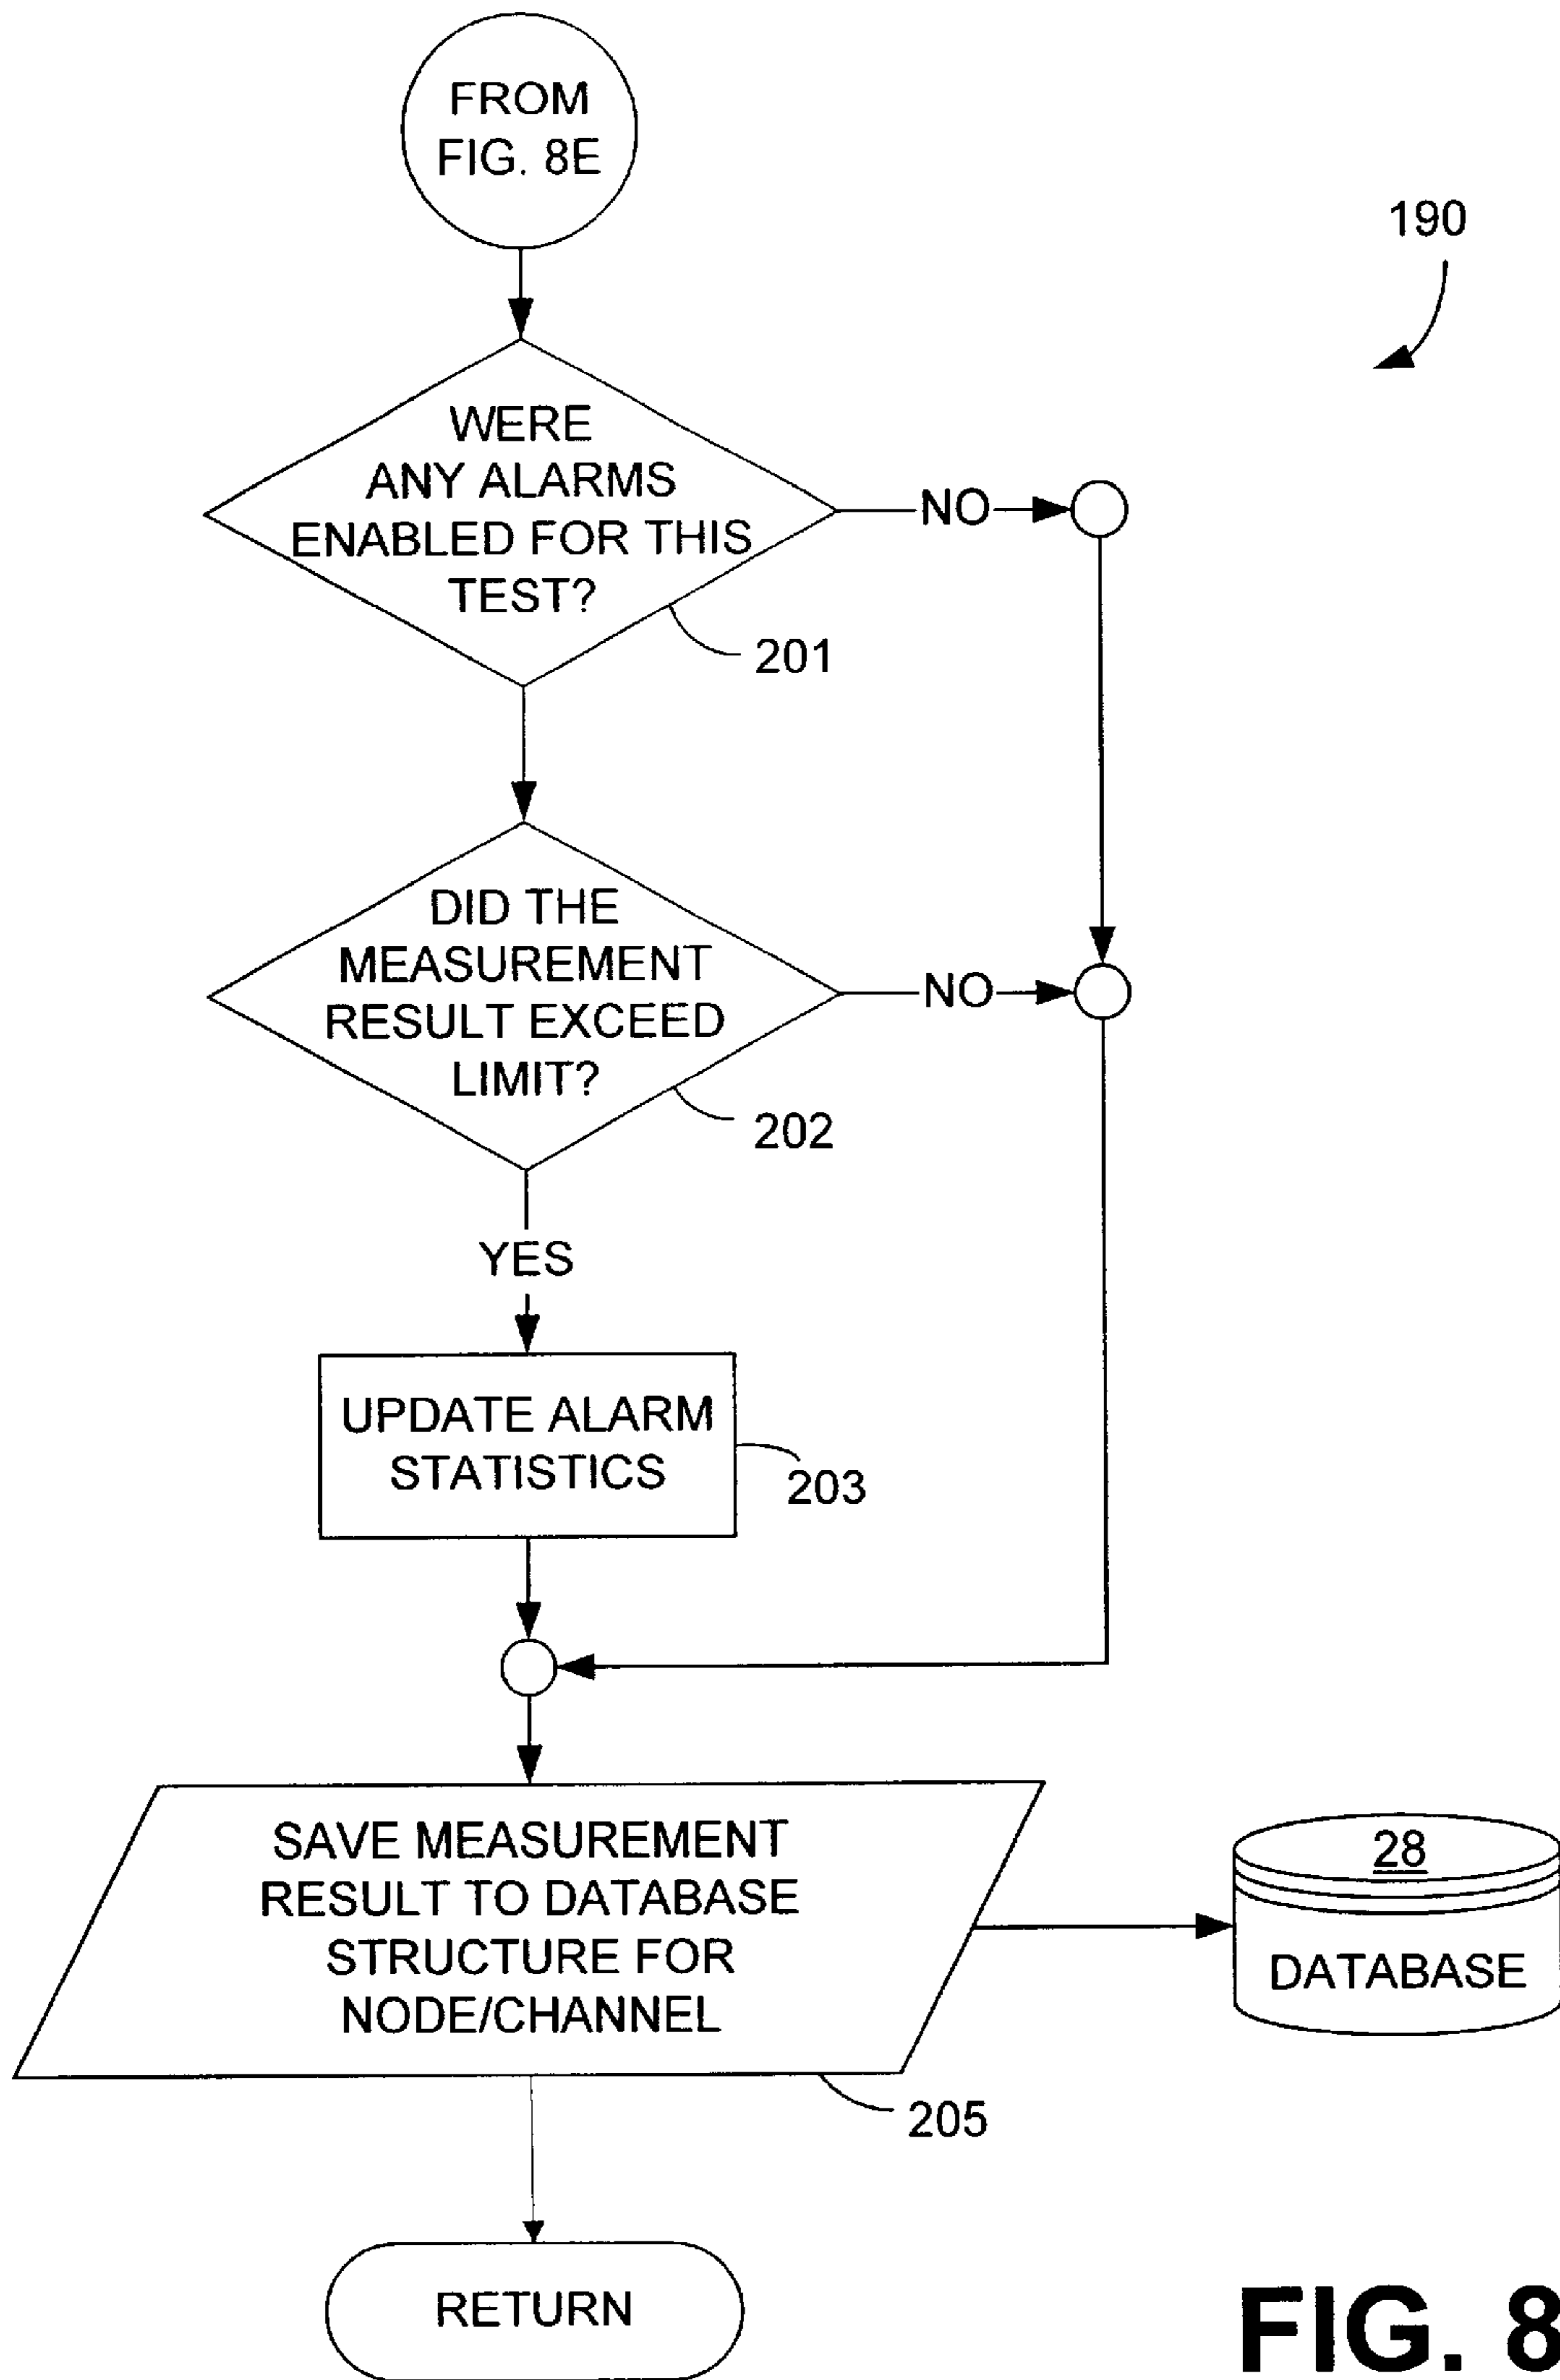 FROM
FIG. 8E
190
WERE
ANY ALARMS
ENABLED FOR THIS
TEST?
NO
201
DID THE
MEASUREMENT
RESULT EXCEED
LIMIT?
NO
202
YES
UPDATE ALARM
STATISTICS
203
SAVE MEASUREMENT
RESULT TO DATABASE
STRUCTURE FOR
NODE/CHANNEL
28
DATABASE
205
RETURN
FIG. 8